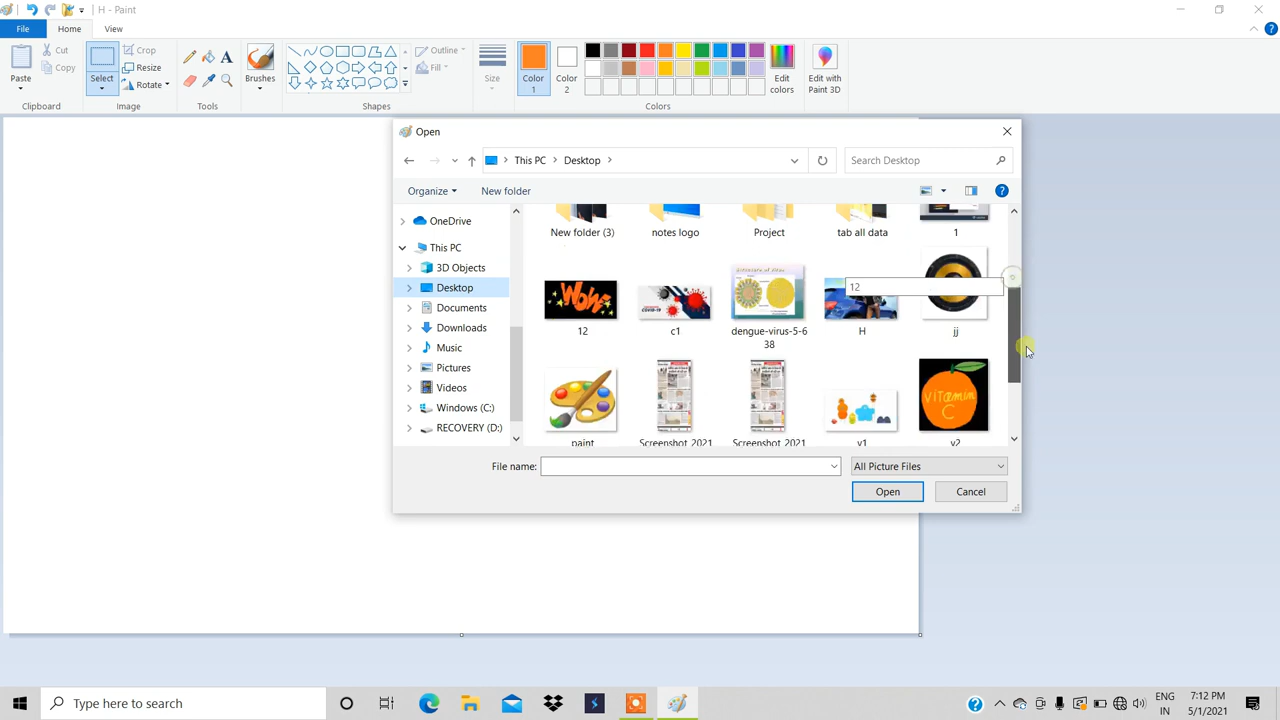 H - Paint
File
Home
View
Paste
Cut
Copy
Clipboard
Select
Crop
Resize
Rotate
Image
Tools
Brushes
Shapes
Outline
Fill
Size
Color
1
Color
2
Edit
colors
Edit with
Paint 3D
Colors
Open
This PC
Desktop
Search Desktop
Organize
New folder
OneDrive
This PC
3D Objects
Desktop
Documents
Downloads
Music
Pictures
Videos
Windows (C:)
RECOVERY (D:)
New folder (3)
notes logo
Project
tab all data
1
WOW
12
12
c1
dengue-virus-5-6
38
H
jj
paint
Screenshot 2021
Screenshot 2021
v1
VITAMIN
C
v2
File name:
All Picture Files
Open
Cancel
Type here to search
ENG
IN
7:12 PM
5/1/2021